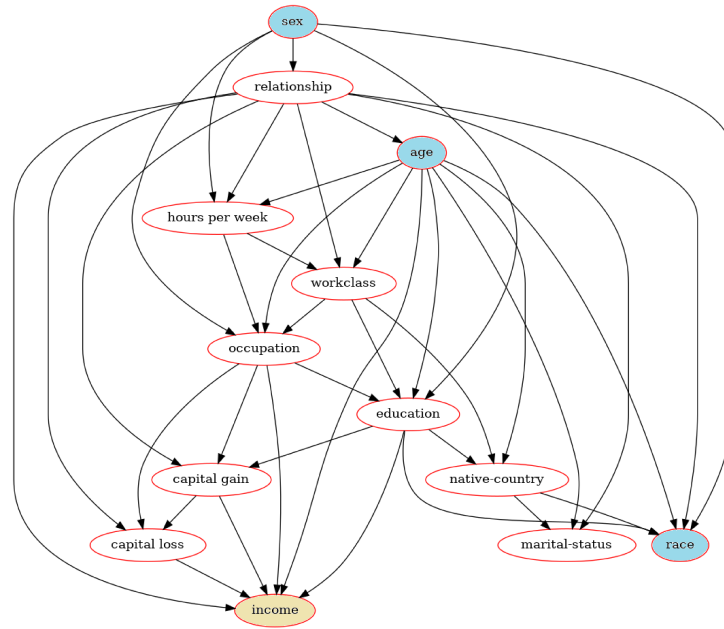 sex
relationship
age
hours per week
workclass
occupation
education
capital gain
native-country
capital loss
marital-status
race
income